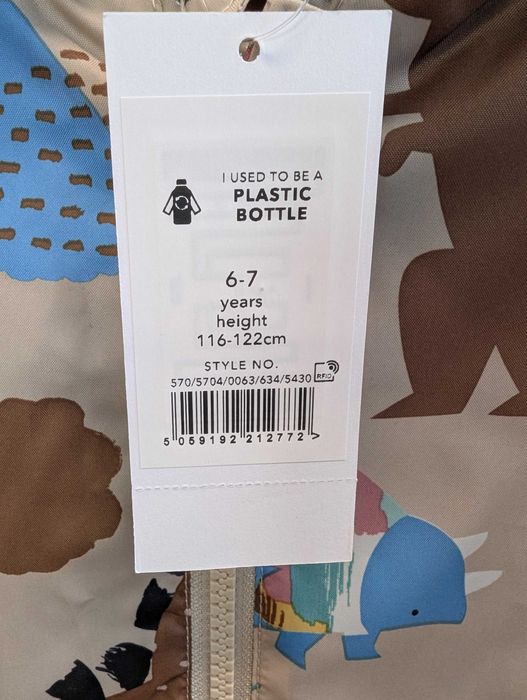 I USED TO BE A
PLASTIC
BOTTLE
6-7
years
height
116-122cm
STYLE NO.
570/5704/0063/634/5430
RFID
5 059192 212772 >